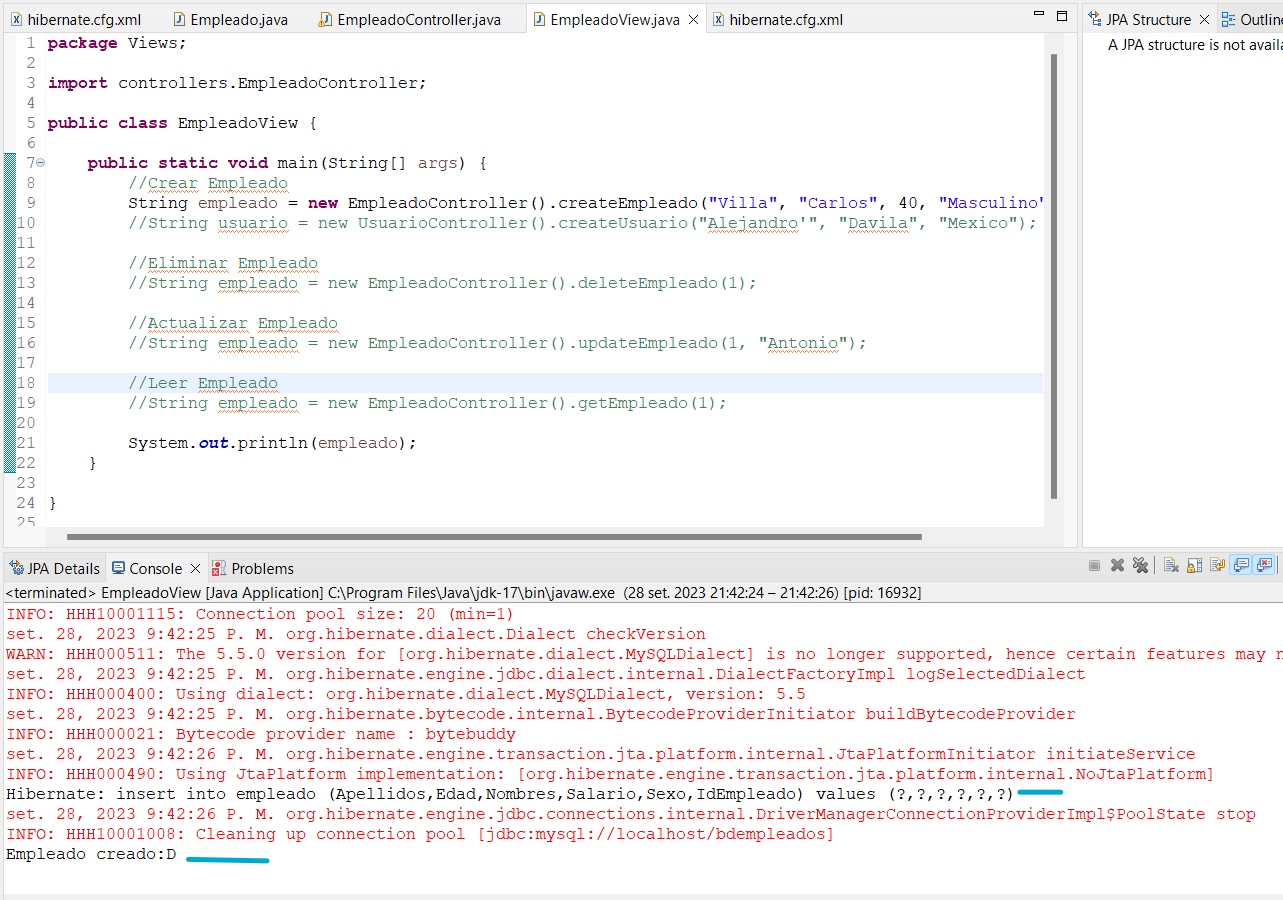 hibernate.cfg.xml Empleado.java EmpleadoController.java EmpleadoView.java hibernate.cfg.xml
JPA Structure Outline
A JPA structure is not availa
1 package Views;
2
3 import controllers.EmpleadoController;
4
5 public class EmpleadoView {
6
7 public static void main(String[] args) {
8 //Crear Empleado
9 String empleado = new EmpleadoController().createEmpleado("Villa", "Carlos", 40, "Masculino"
10 //String usuario = new UsuarioController().createUsuario("Alejandro'", "Davila", "Mexico");
11
12 //Eliminar Empleado
13 //String empleado = new EmpleadoController().deleteEmpleado(1);
14
15 //Actualizar Empleado
16 //String empleado = new EmpleadoController().updateEmpleado(1, "Antonio");
17
18 //Leer Empleado
19 //String empleado = new EmpleadoController().getEmpleado(1);
20
21 System.out.println(empleado);
22 }
23
24 }
25
JPA Details Console Problems
<terminated> EmpleadoView [Java Application] C:\Program Files\Java\jdk-17\bin\javaw.exe (28 set. 2023 21:42:24 – 21:42:26) [pid: 16932]
INFO: HHH10001115: Connection pool size: 20 (min=1)
set. 28, 2023 9:42:25 P. M. org.hibernate.dialect.Dialect checkVersion
WARN: HHH000511: The 5.5.0 version for [org.hibernate.dialect.MySQLDialect] is no longer supported, hence certain features may n
set. 28, 2023 9:42:25 P. M. org.hibernate.engine.jdbc.dialect.internal.DialectFactoryImpl logSelectedDialect
INFO: HHH000400: Using dialect: org.hibernate.dialect.MySQLDialect, version: 5.5
set. 28, 2023 9:42:25 P. M. org.hibernate.bytecode.internal.BytecodeProviderInitiator buildBytecodeProvider
INFO: HHH000021: Bytecode provider name : bytebuddy
set. 28, 2023 9:42:26 P. M. org.hibernate.engine.transaction.jta.platform.internal.JtaPlatformInitiator initiateService
INFO: HHH000490: Using JtaPlatform implementation: [org.hibernate.engine.transaction.jta.platform.internal.NoJtaPlatform]
Hibernate: insert into empleado (Apellidos,Edad,Nombres,Salario,Sexo,IdEmpleado) values (?,?,?,?,?,?)
set. 28, 2023 9:42:26 P. M. org.hibernate.engine.jdbc.connections.internal.DriverManagerConnectionProviderImpl$PoolState stop
INFO: HHH10001008: Cleaning up connection pool [jdbc:mysql://localhost/bdempleados]
Empleado creado:D